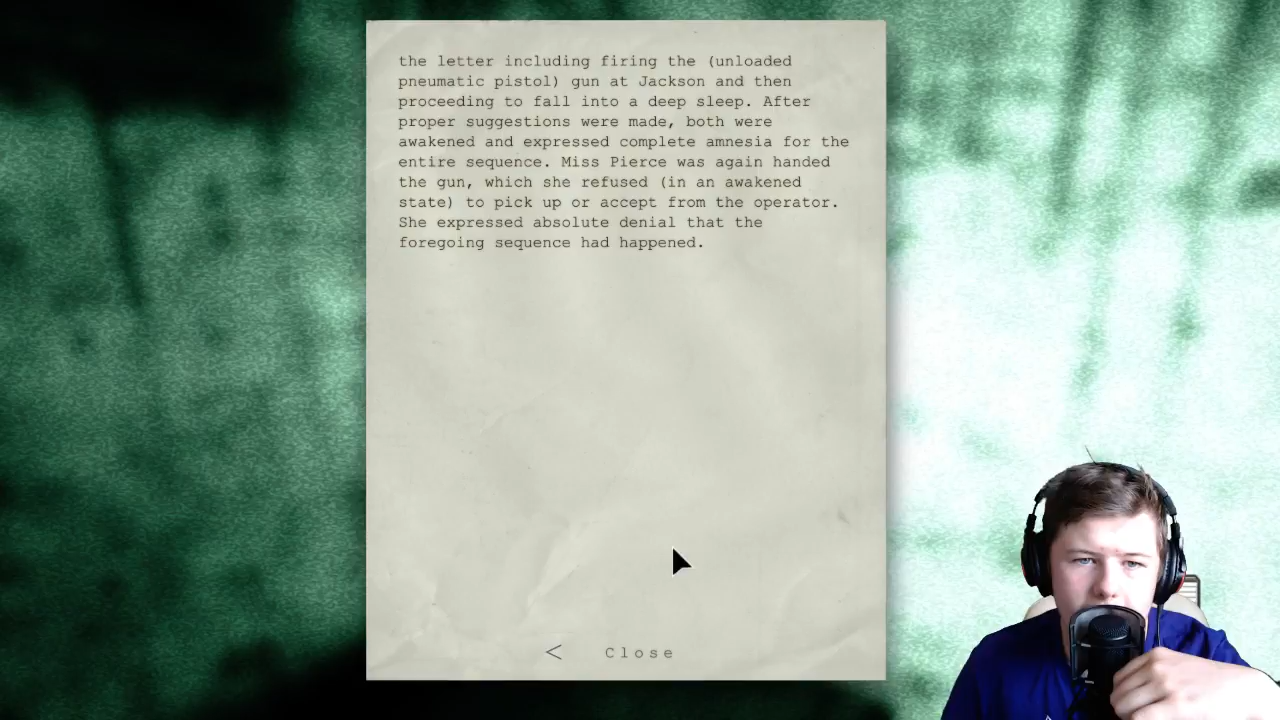 the letter including firing the (unloaded
pneumatic pistol) gun at Jackson and then
proceeding to fall into a deep sleep. After
proper suggestions were made, both were
awakened and expressed complete amnesia for the
entire sequence. Miss Pierce was again handed
the gun, which she refused (in an awakened
state) to pick up or accept from the operator.
She expressed absolute denial that the
foregoing sequence had happened.
< Close